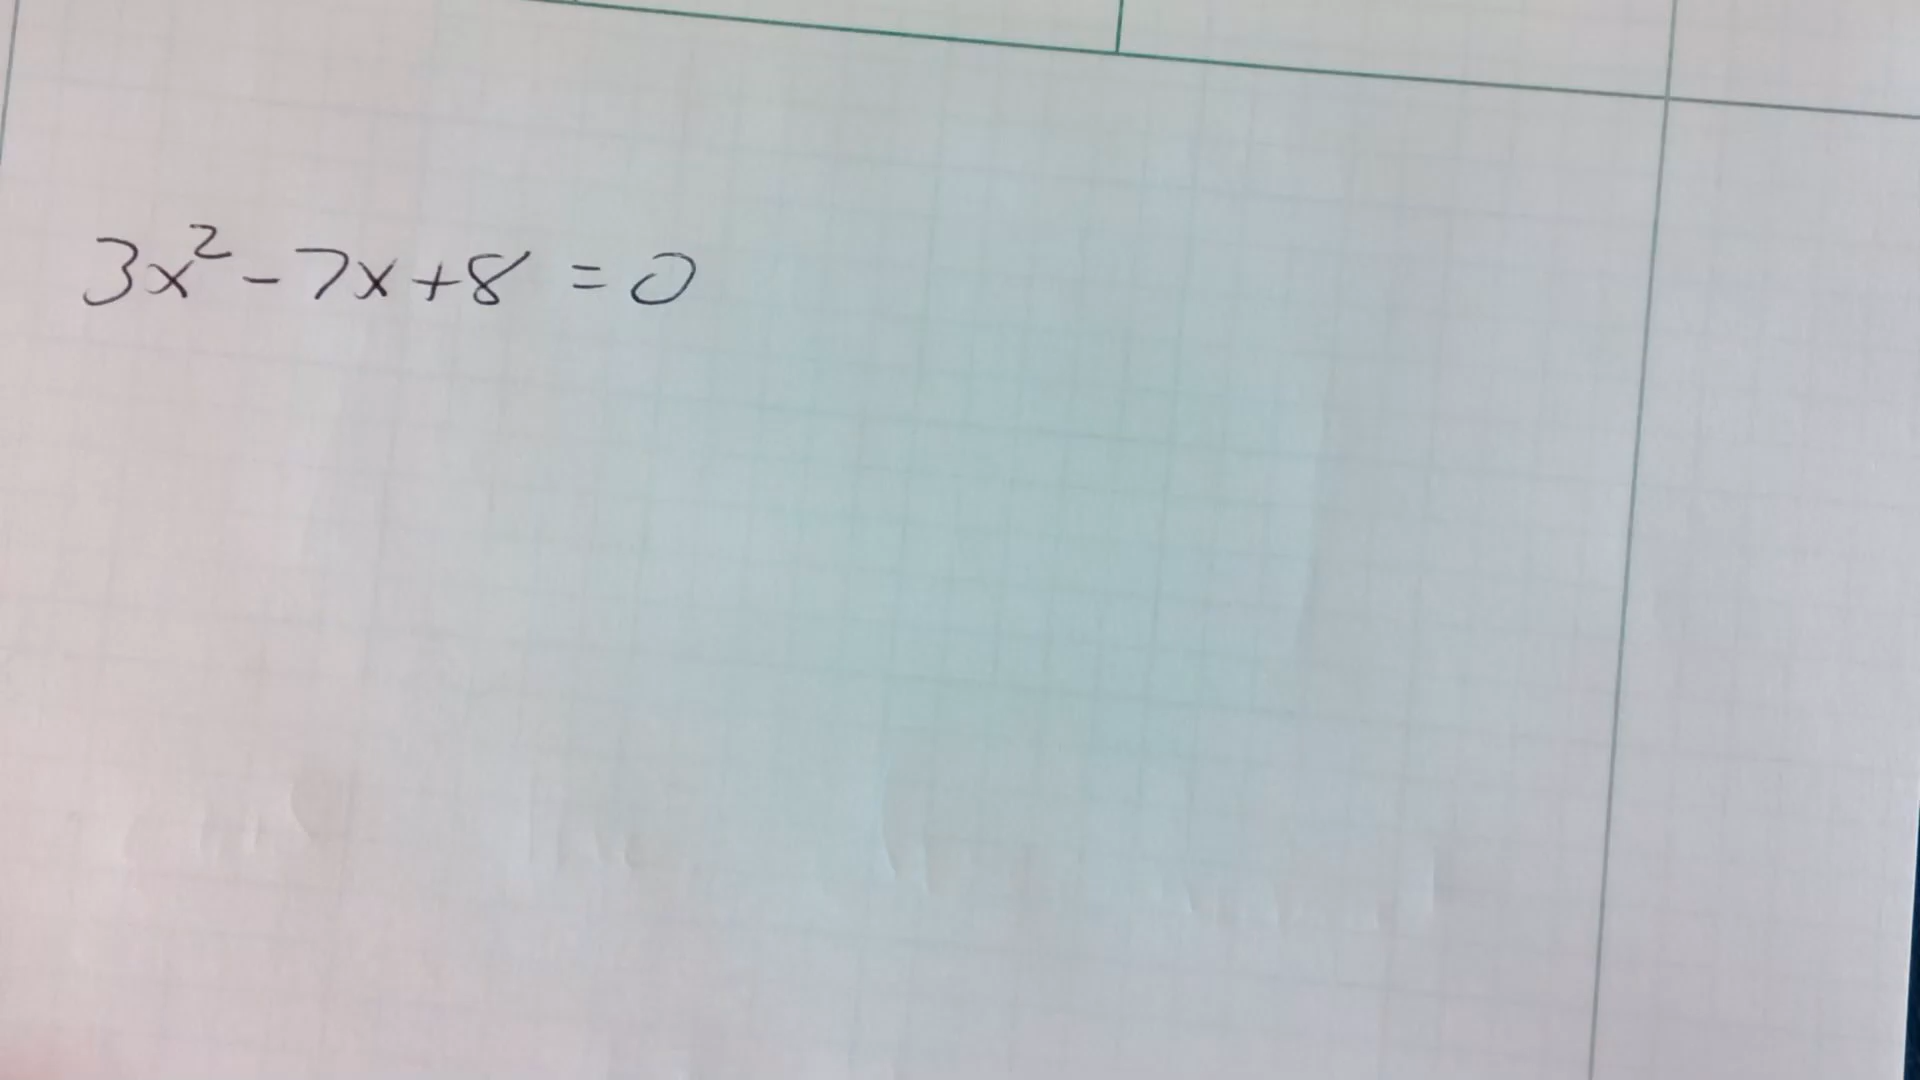 3x² - 7x + 8 = 0